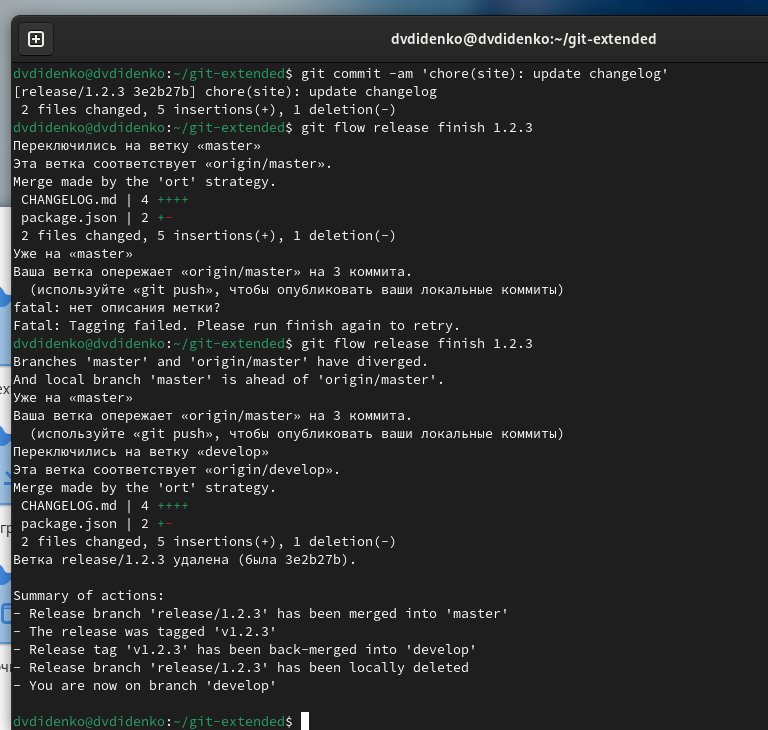 dvdidenko@dvdidenko:~/git-extended
dvdidenko@dvdidenko:~/git-extended$ git commit -am 'chore(site): update changelog'
[release/1.2.3 3e2b27b] chore(site): update changelog
 2 files changed, 5 insertions(+), 1 deletion(-)
dvdidenko@dvdidenko:~/git-extended$ git flow release finish 1.2.3
Переключились на ветку «master»
Эта ветка соответствует «origin/master».
Merge made by the 'ort' strategy.
 CHANGELOG.md | 4 ++++
 package.json | 2 +-
 2 files changed, 5 insertions(+), 1 deletion(-)
Уже на «master»
Ваша ветка опережает «origin/master» на 3 коммита.
  (используйте «git push», чтобы опубликовать ваши локальные коммиты)
fatal: нет описания метки?
Fatal: Tagging failed. Please run finish again to retry.
dvdidenko@dvdidenko:~/git-extended$ git flow release finish 1.2.3
Branches 'master' and 'origin/master' have diverged.
And local branch 'master' is ahead of 'origin/master'.
Уже на «master»
Ваша ветка опережает «origin/master» на 3 коммита.
  (используйте «git push», чтобы опубликовать ваши локальные коммиты)
Переключились на ветку «develop»
Эта ветка соответствует «origin/develop».
Merge made by the 'ort' strategy.
 CHANGELOG.md | 4 ++++
 package.json | 2 +-
 2 files changed, 5 insertions(+), 1 deletion(-)
Ветка release/1.2.3 удалена (была 3e2b27b).
Summary of actions:
- Release branch 'release/1.2.3' has been merged into 'master'
- The release was tagged 'v1.2.3'
- Release tag 'v1.2.3' has been back-merged into 'develop'
- Release branch 'release/1.2.3' has been locally deleted
- You are now on branch 'develop'
dvdidenko@dvdidenko:~/git-extended$